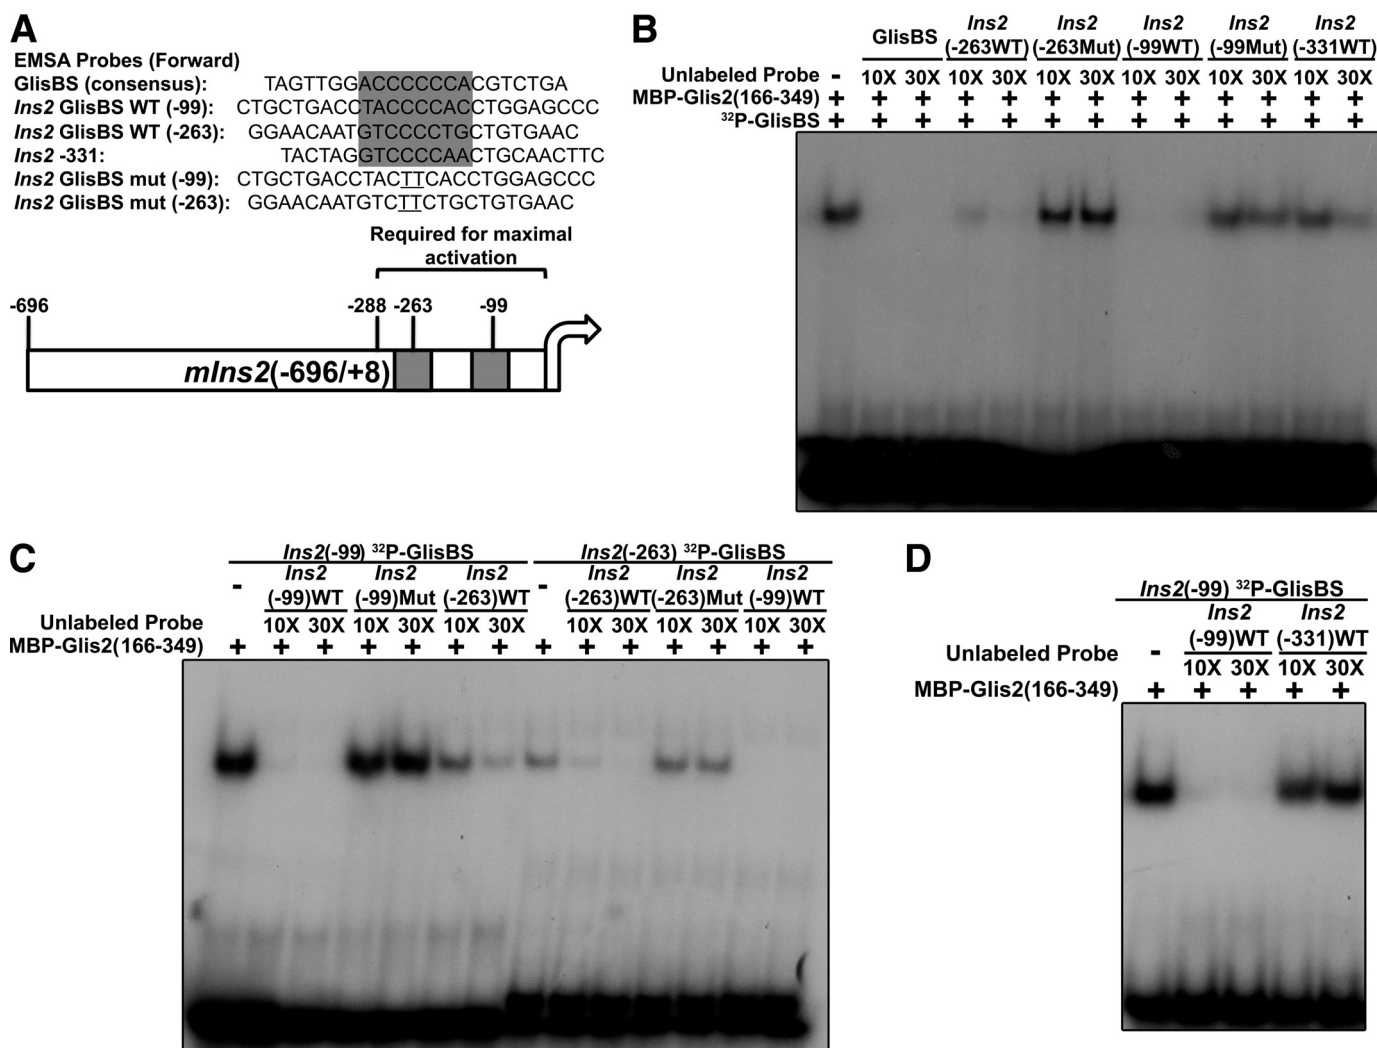 A
EMSA Probes (Forward)
GlisBS (consensus): TAGTTGGACCCCCCACGTCTGA
Ins2 GlisBS WT (-99): CTGCTGACCTACCCCCACCTGGAGCCC
Ins2 GlisBS WT (-263): GGAACAATGTCCCCTGCTGTGAAC
Ins2 -331: TACTAGGTCCCCAACTGCAACTTC
Ins2 GlisBS mut (-99): CTGCTGACCTACTTCACCTGGAGCCC
Ins2 GlisBS mut (-263): GGAACAATGTCTTCTGCTGTGAAC
Required for maximal
activation
-696 -288 -263 -99
mIns2(-696/+8)
B
GlisBS Ins2 (-263WT) Ins2 (-263Mut) Ins2 (-99WT) Ins2 (-99Mut) Ins2 (-331WT)
Unlabeled Probe - 10X 30X 10X 30X 10X 30X 10X 30X 10X 30X 10X 30X
MBP-Glis2(166-349) + + + + + + + + + + + + +
32P-GlisBS + + + + + + + + + + + + +
C
Ins2(-99) 32P-GlisBS Ins2(-263) 32P-GlisBS
Ins2 Ins2 Ins2 Ins2 Ins2 Ins2
- (-99)WT (-99)Mut (-263)WT - (-263)WT (-263)Mut (-99)WT
Unlabeled Probe 10X 30X 10X 30X 10X 30X 10X 30X 10X 30X 10X 30X
MBP-Glis2(166-349) + + + + + + + + + + + + + +
D
Ins2(-99) 32P-GlisBS
Ins2 Ins2
(-99)WT (-331)WT
Unlabeled Probe - 10X 30X 10X 30X
MBP-Glis2(166-349) + + + + +